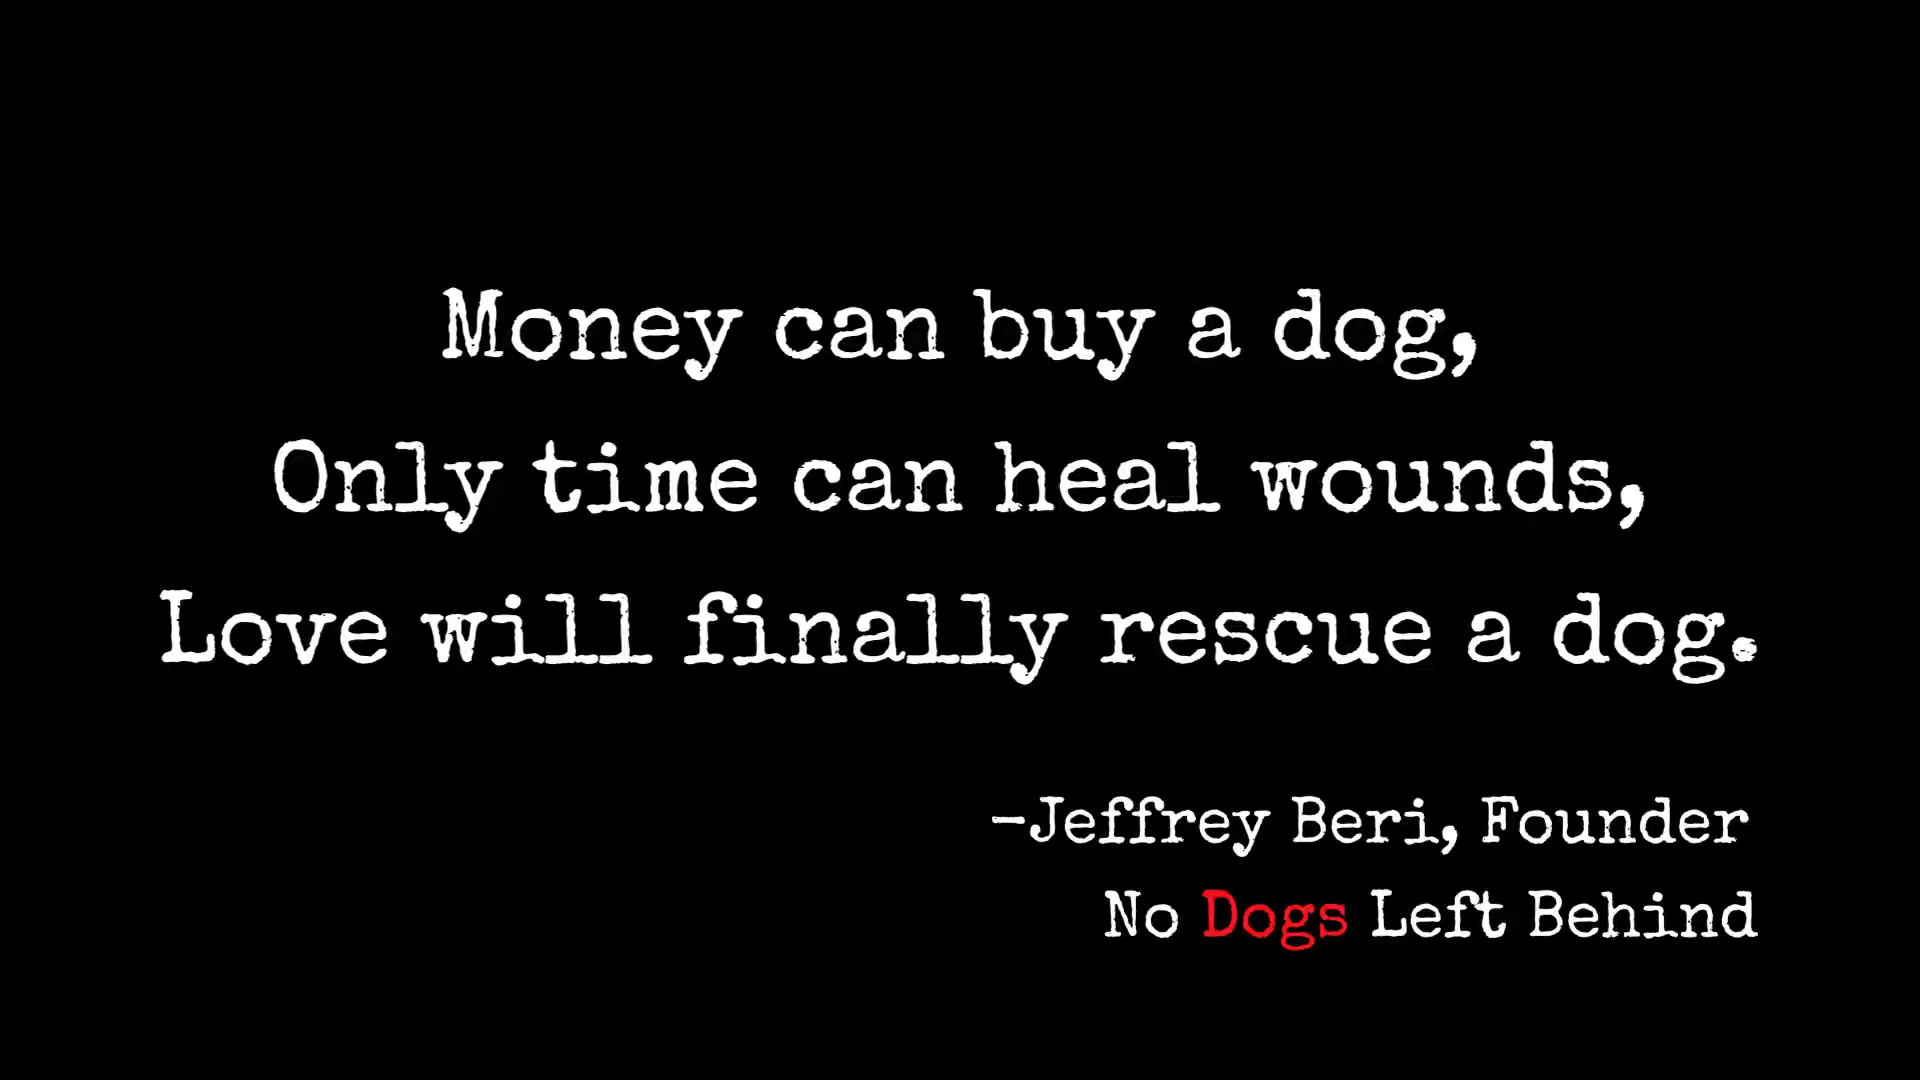 Money can buy a dog,
Only time can heal wounds,
Love will finally rescue a dog.
-Jeffrey Beri, Founder
No Dogs Left Behind